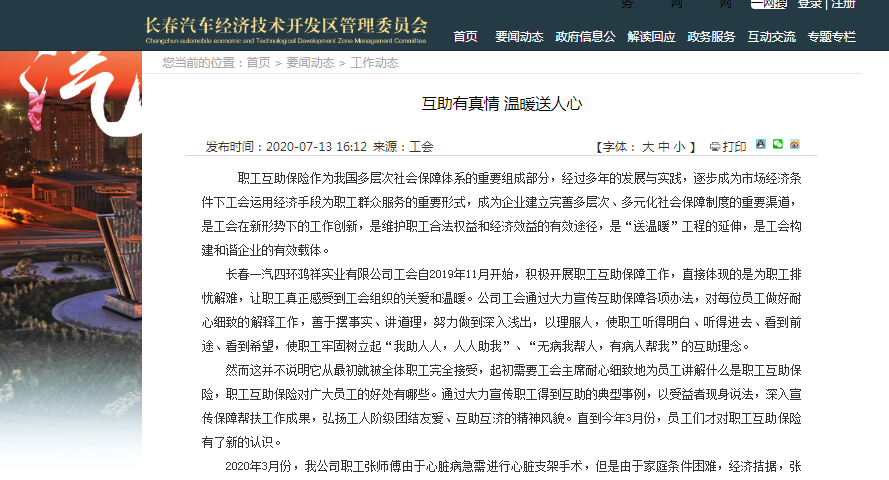 务 网 网 一网搜 登录 | 注册
长春汽车经济技术开发区管理委员会
Changchun automobile economic and Technological Development Zone Management Committee
首页 要闻动态 政府信息公 解读回应 政务服务 互动交流 专题专栏
汽
您当前的位置：首页 > 要闻动态 > 工作动态
互助有真情 温暖送人心
发布时间：2020-07-13 16:12 来源：工会 【字体： 大 中 小 】 打印
职工互助保险作为我国多层次社会保障体系的重要组成部分，经过多年的发展与实践，逐步成为市场经济条
件下工会运用经济手段为职工群众服务的重要形式，成为企业建立完善多层次、多元化社会保障制度的重要渠道，
是工会在新形势下的工作创新，是维护职工合法权益和经济效益的有效途径，是“送温暖”工程的延伸，是工会构
建和谐企业的有效载体。
长春一汽四环鸿祥实业有限公司工会自2019年11月开始，积极开展职工互助保障工作，直接体现的是为职工排
忧解难，让职工真正感受到工会组织的关爱和温暖。公司工会通过大力宣传互助保障各项办法，对每位员工做好耐
心细致的解释工作，善于摆事实、讲道理，努力做到深入浅出，以理服人，使职工听得明白、听得进去、看到前
途、看到希望，使职工牢固树立起“我助人人，人人助我”、“无病我帮人，有病人帮我”的互助理念。
然而这并不说明它从最初就被全体职工完全接受，起初需要工会主席耐心细致地为员工讲解什么是职工互助保
险，职工互助保险对广大员工的好处有哪些。通过大力宣传职工得到互助的典型事例，以受益者现身说法，深入宣
传保障帮扶工作成果，弘扬工人阶级团结友爱、互助互济的精神风貌。直到今年3月份，员工们才对职工互助保险
有了新的认识。
2020年3月份，我公司职工张师傅由于心脏病急需进行心脏支架手术，但是由于家庭条件困难，经济拮据，张